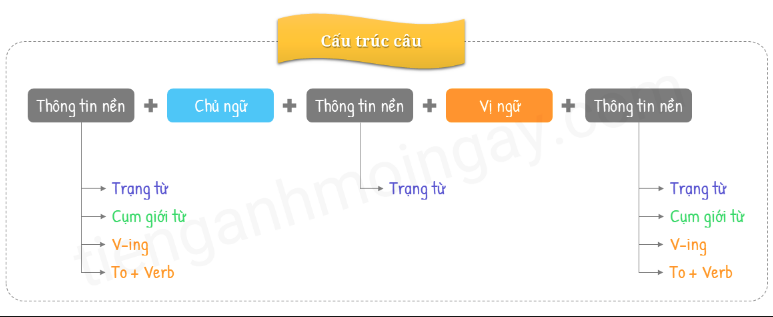 Cấu trúc câu
Thông tin nền + Chủ ngữ + Thông tin nền + Vị ngữ + Thông tin nền
Trạng từ Trạng từ Trạng từ
Cụm giới từ Cụm giới từ
V-ing V-ing
To + Verb To + Verb
tienganhmoingay.com